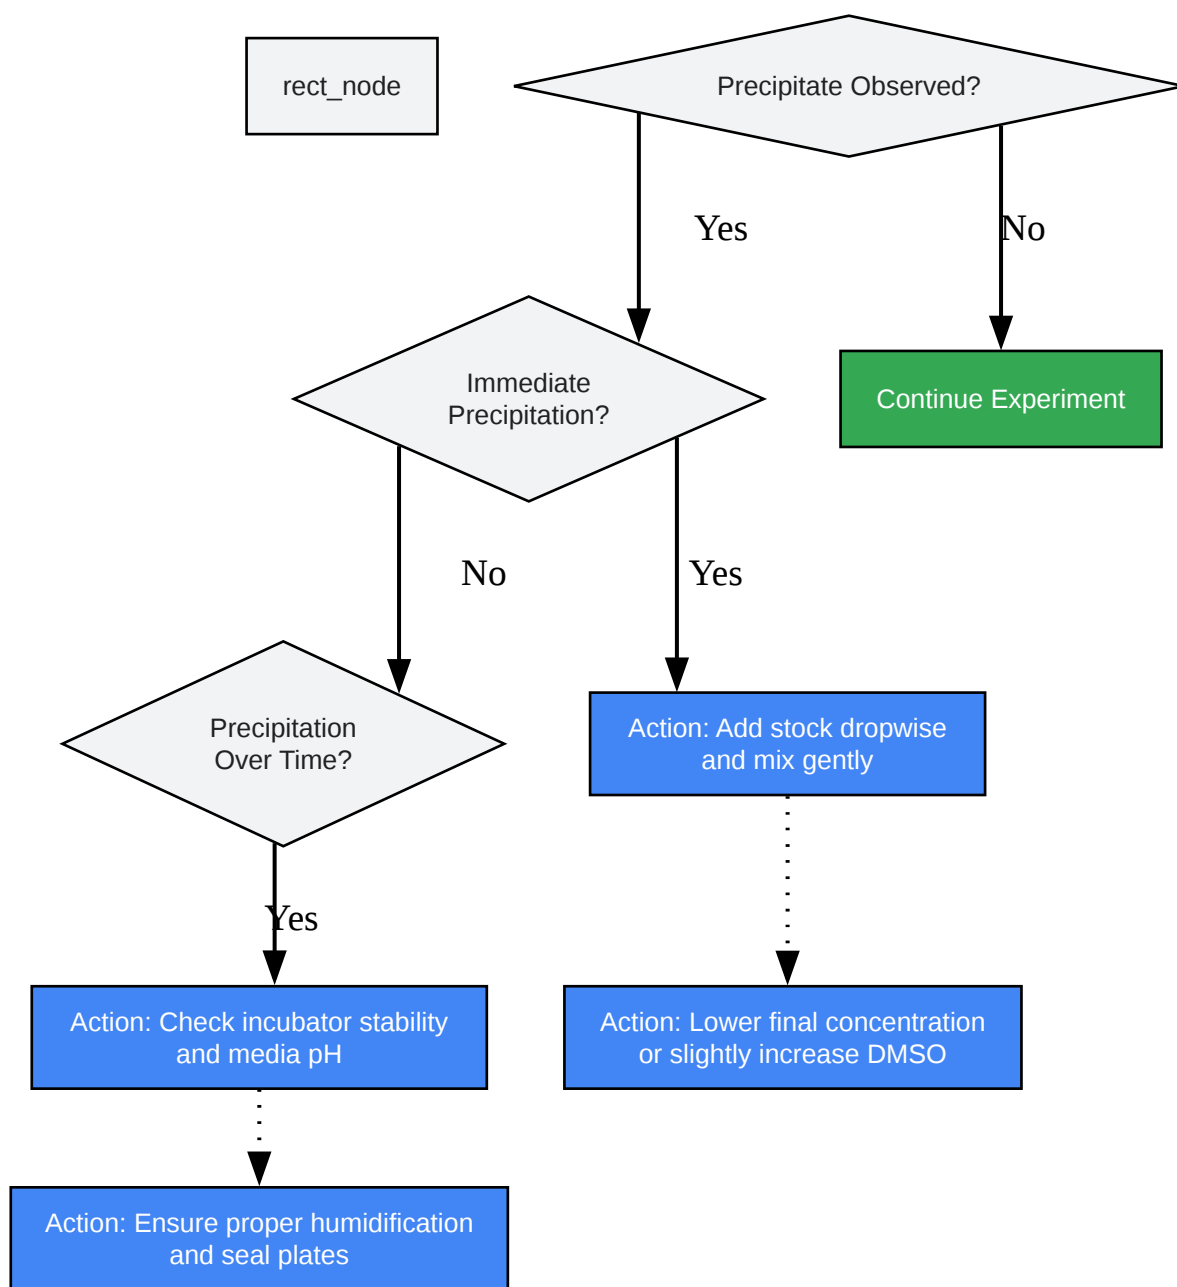 rect_node
Precipitate Observed?
Yes
No
Immediate
Precipitation?
Continue Experiment
No
Yes
Precipitation
Over Time?
Action: Add stock dropwise
and mix gently
Yes
Action: Check incubator stability
and media pH
Action: Lower final concentration
or slightly increase DMSO
Action: Ensure proper humidification
and seal plates